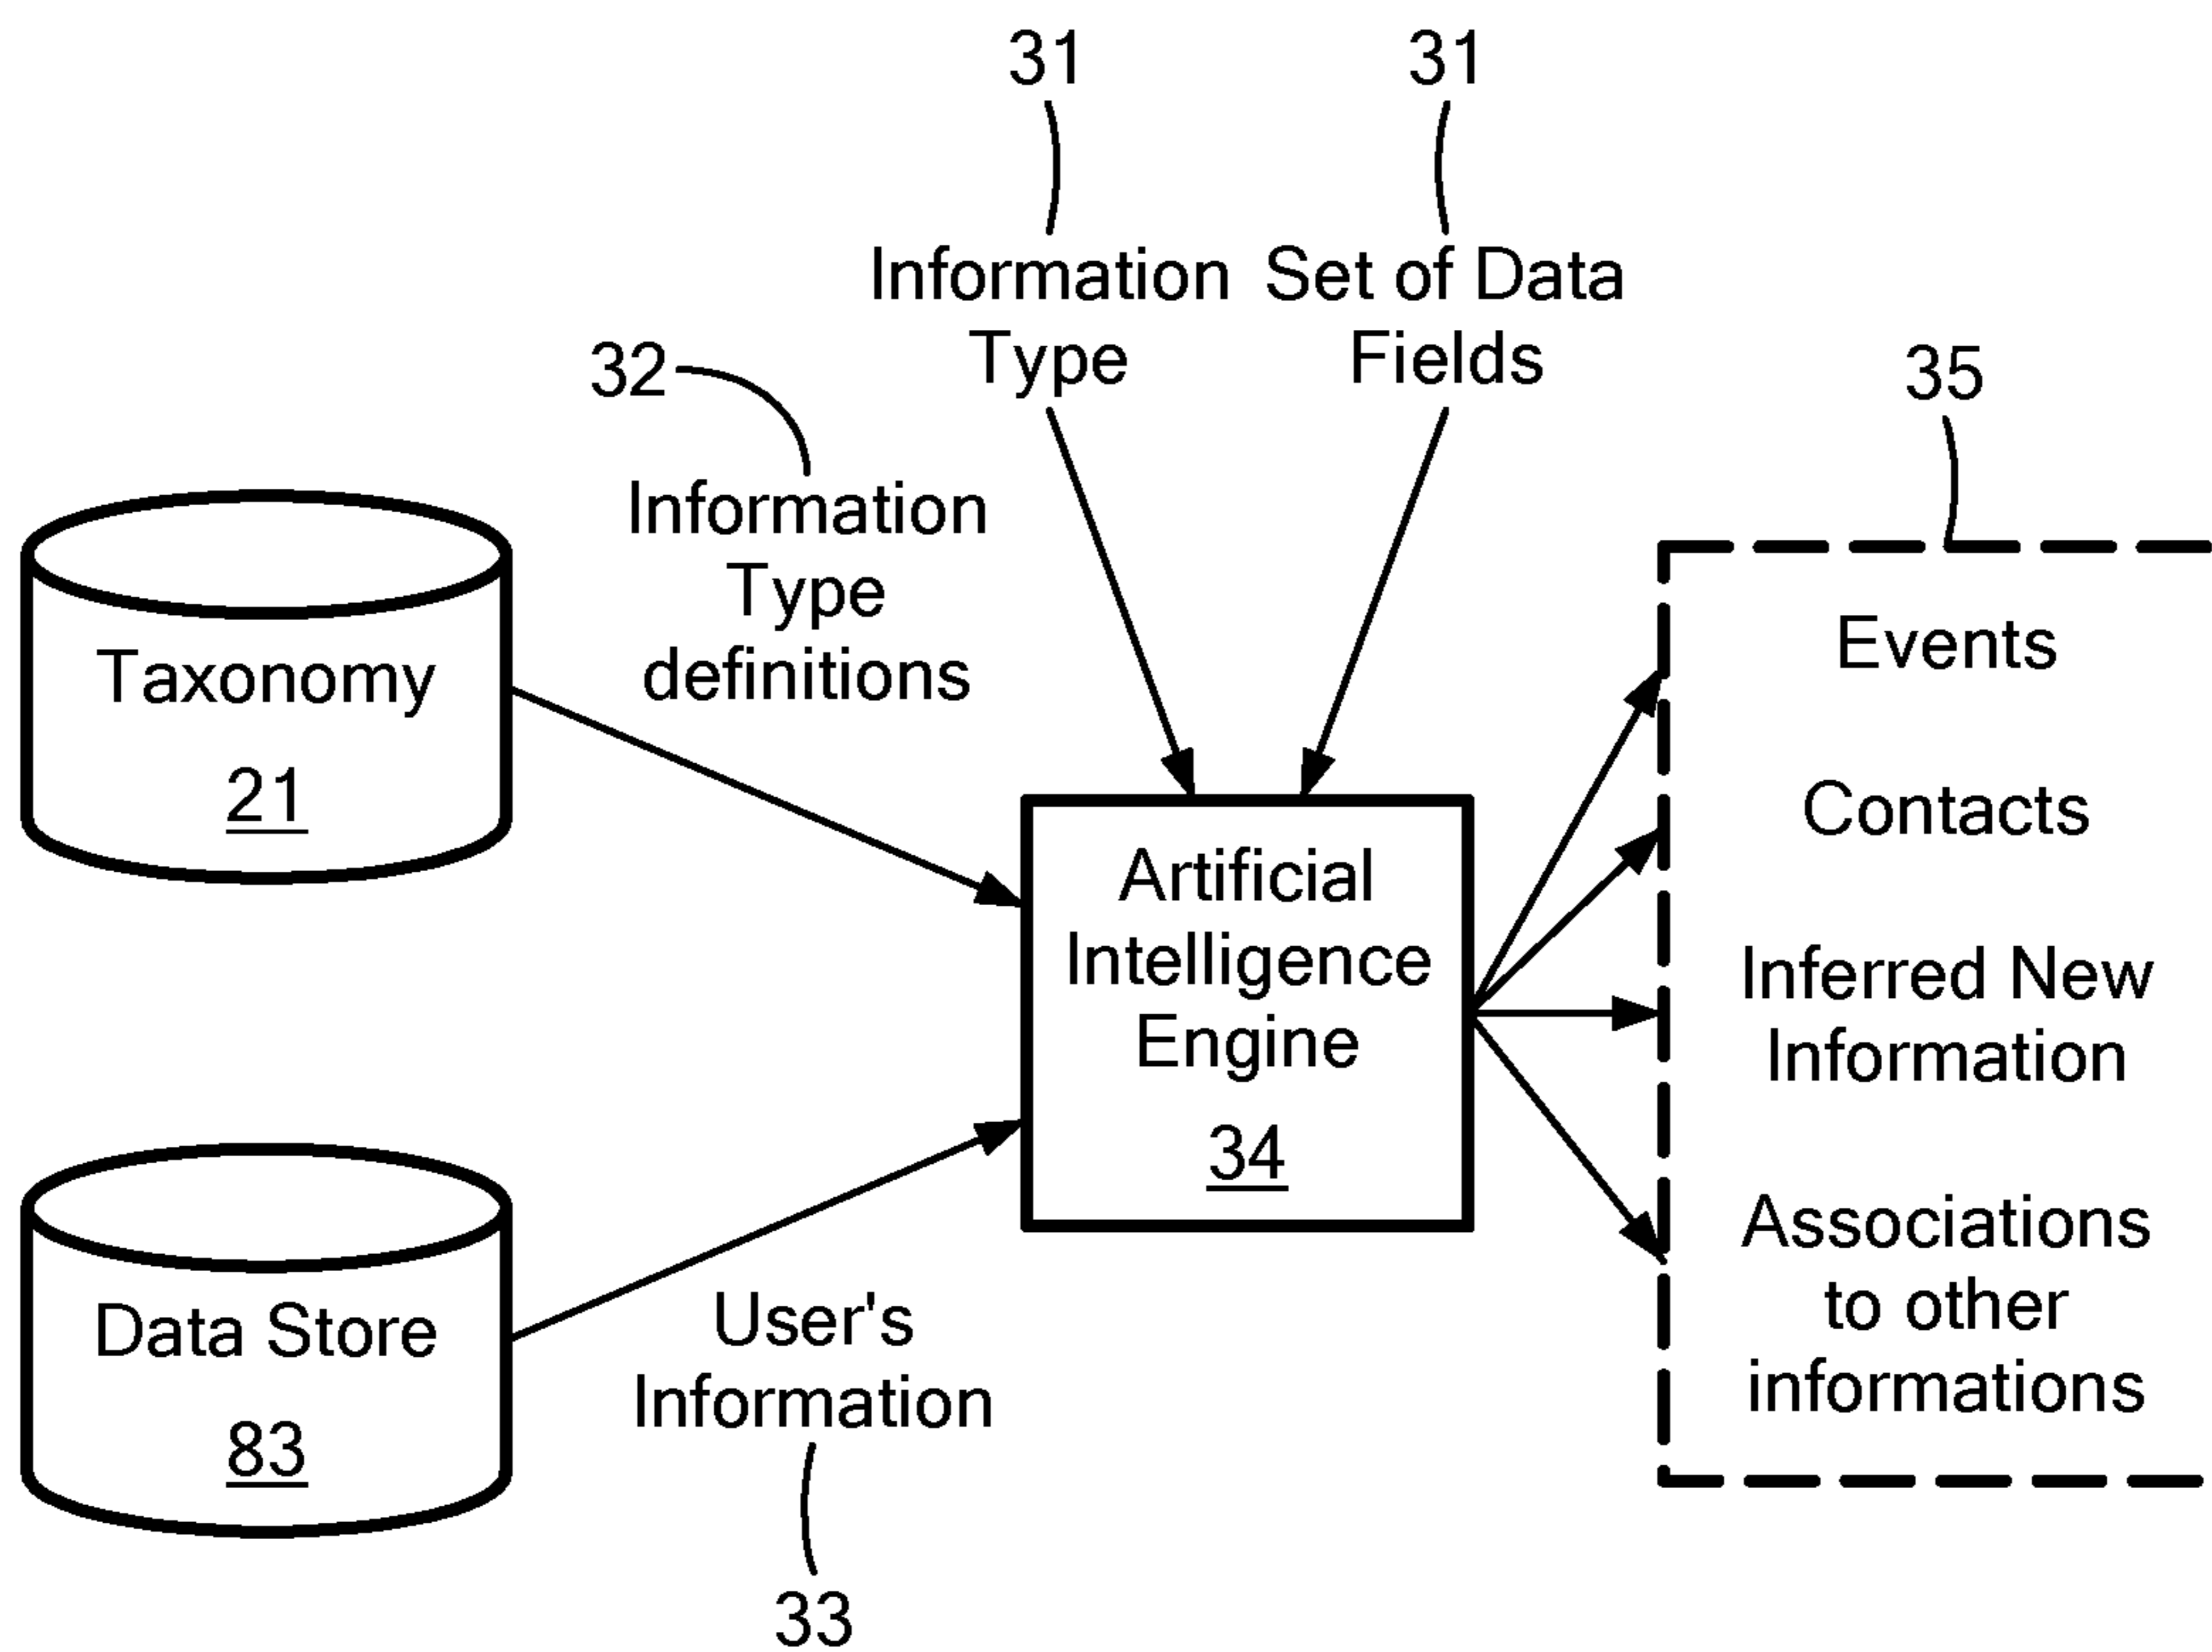 31
31
Information
Type
Set of Data
Fields
32
Information
Type
definitions
35
Taxonomy
21
Events
Contacts
Inferred New
Information
Associations
to other
informations
Artificial
Intelligence
Engine
34
Data Store
83
User's
Information
33